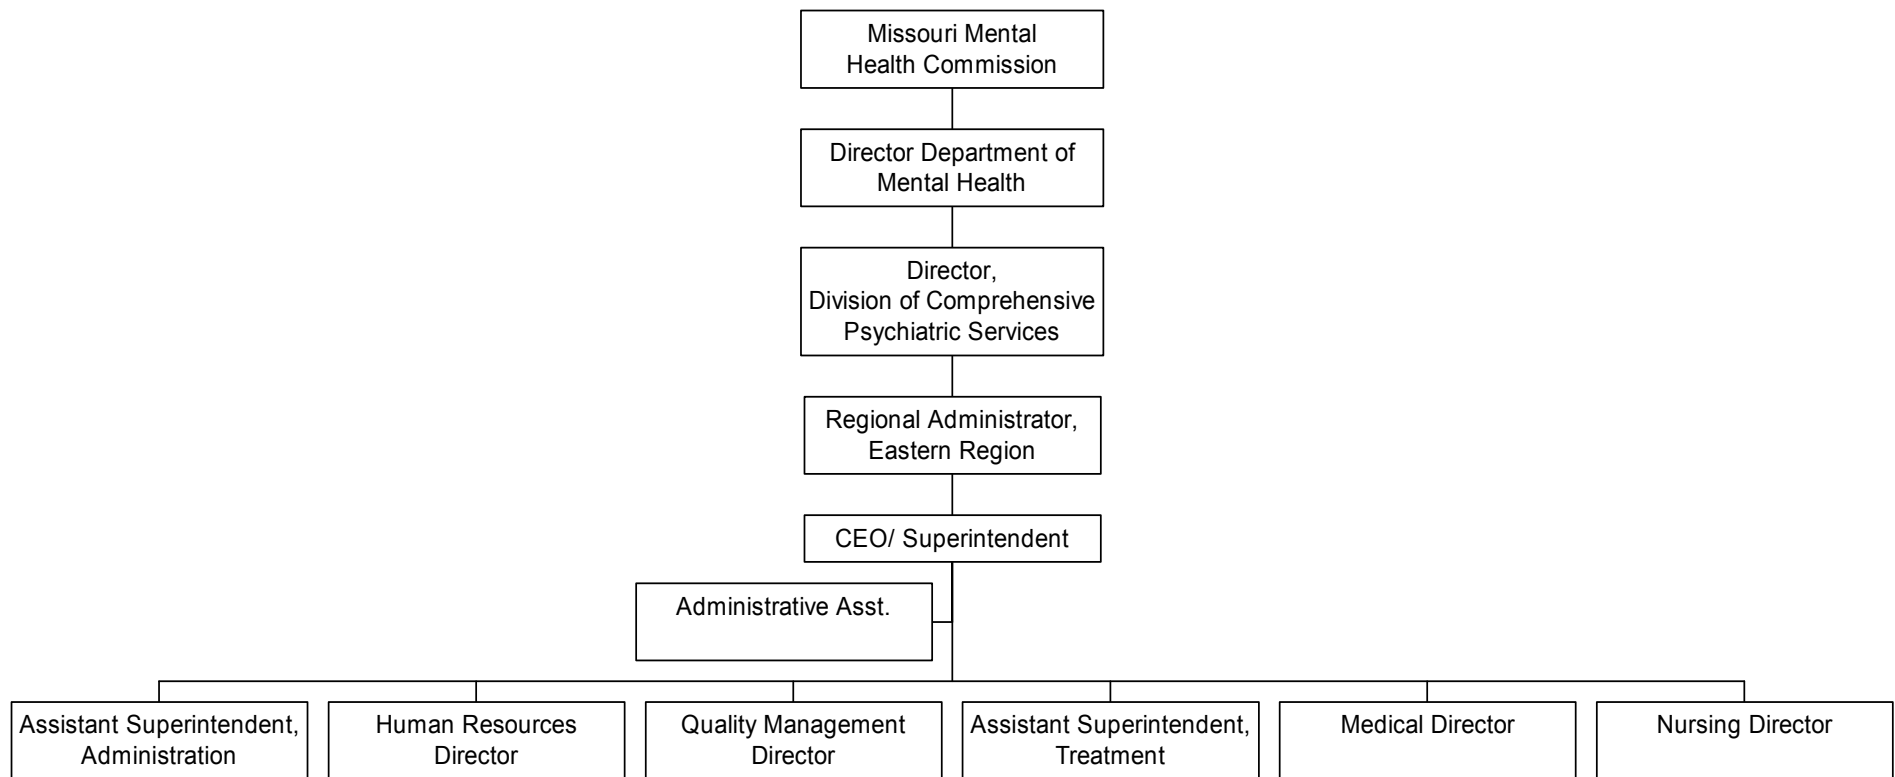 Missouri Mental
Health Commission
Director Department of
Mental Health
Director,
Division of Comprehensive
Psychiatric Services
Regional Administrator,
Eastern Region
CEO/ Superintendent
Administrative Asst.
Assistant Superintendent,
Administration
Human Resources
Director
Quality Management
Director
Assistant Superintendent,
Treatment
Medical Director
Nursing Director